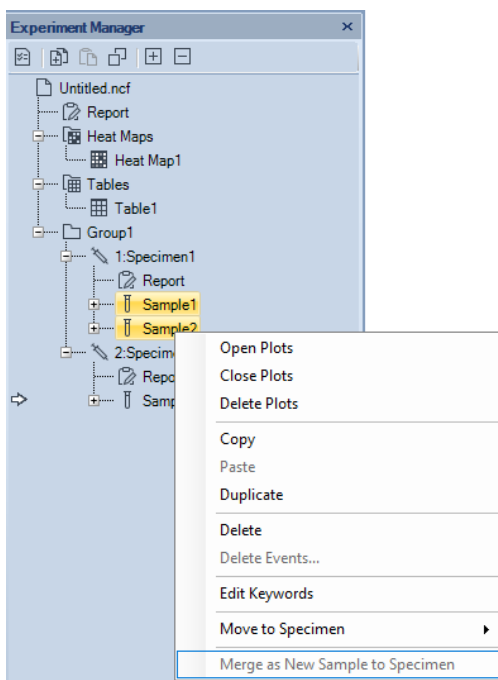 Experiment Manager
Untitled.ncf
Report
Heat Maps
Heat Map1
Tables
Table1
Group1
1:Specimen1
Report
Sample1
Sample2
Open Plots
Close Plots
Delete Plots
Copy
Paste
Duplicate
Delete
Delete Events...
Edit Keywords
Move to Specimen
Merge as New Sample to Specimen